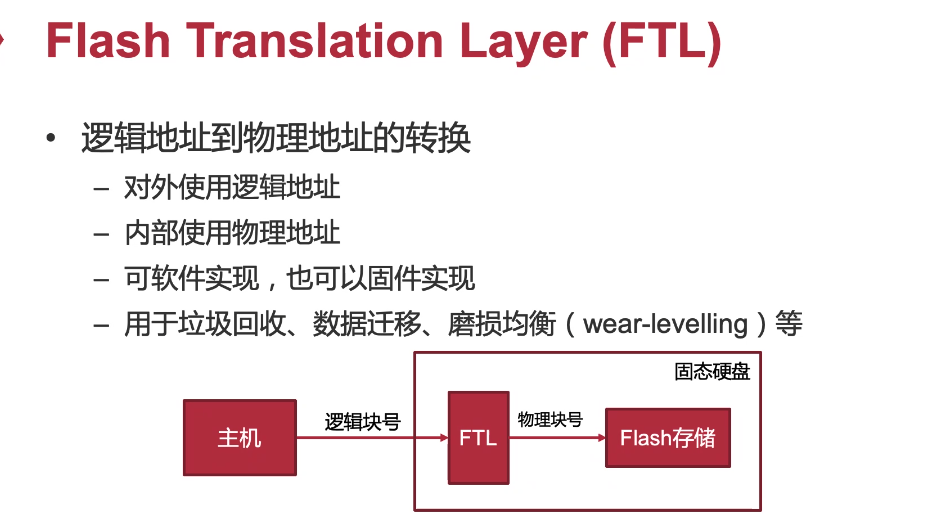 Flash Translation Layer (FTL)
• 逻辑地址到物理地址的转换
– 对外使用逻辑地址
– 内部使用物理地址
– 可软件实现，也可以固件实现
– 用于垃圾回收、数据迁移、磨损均衡（wear-levelling）等
固态硬盘
主机
逻辑块号
FTL
物理块号
Flash存储